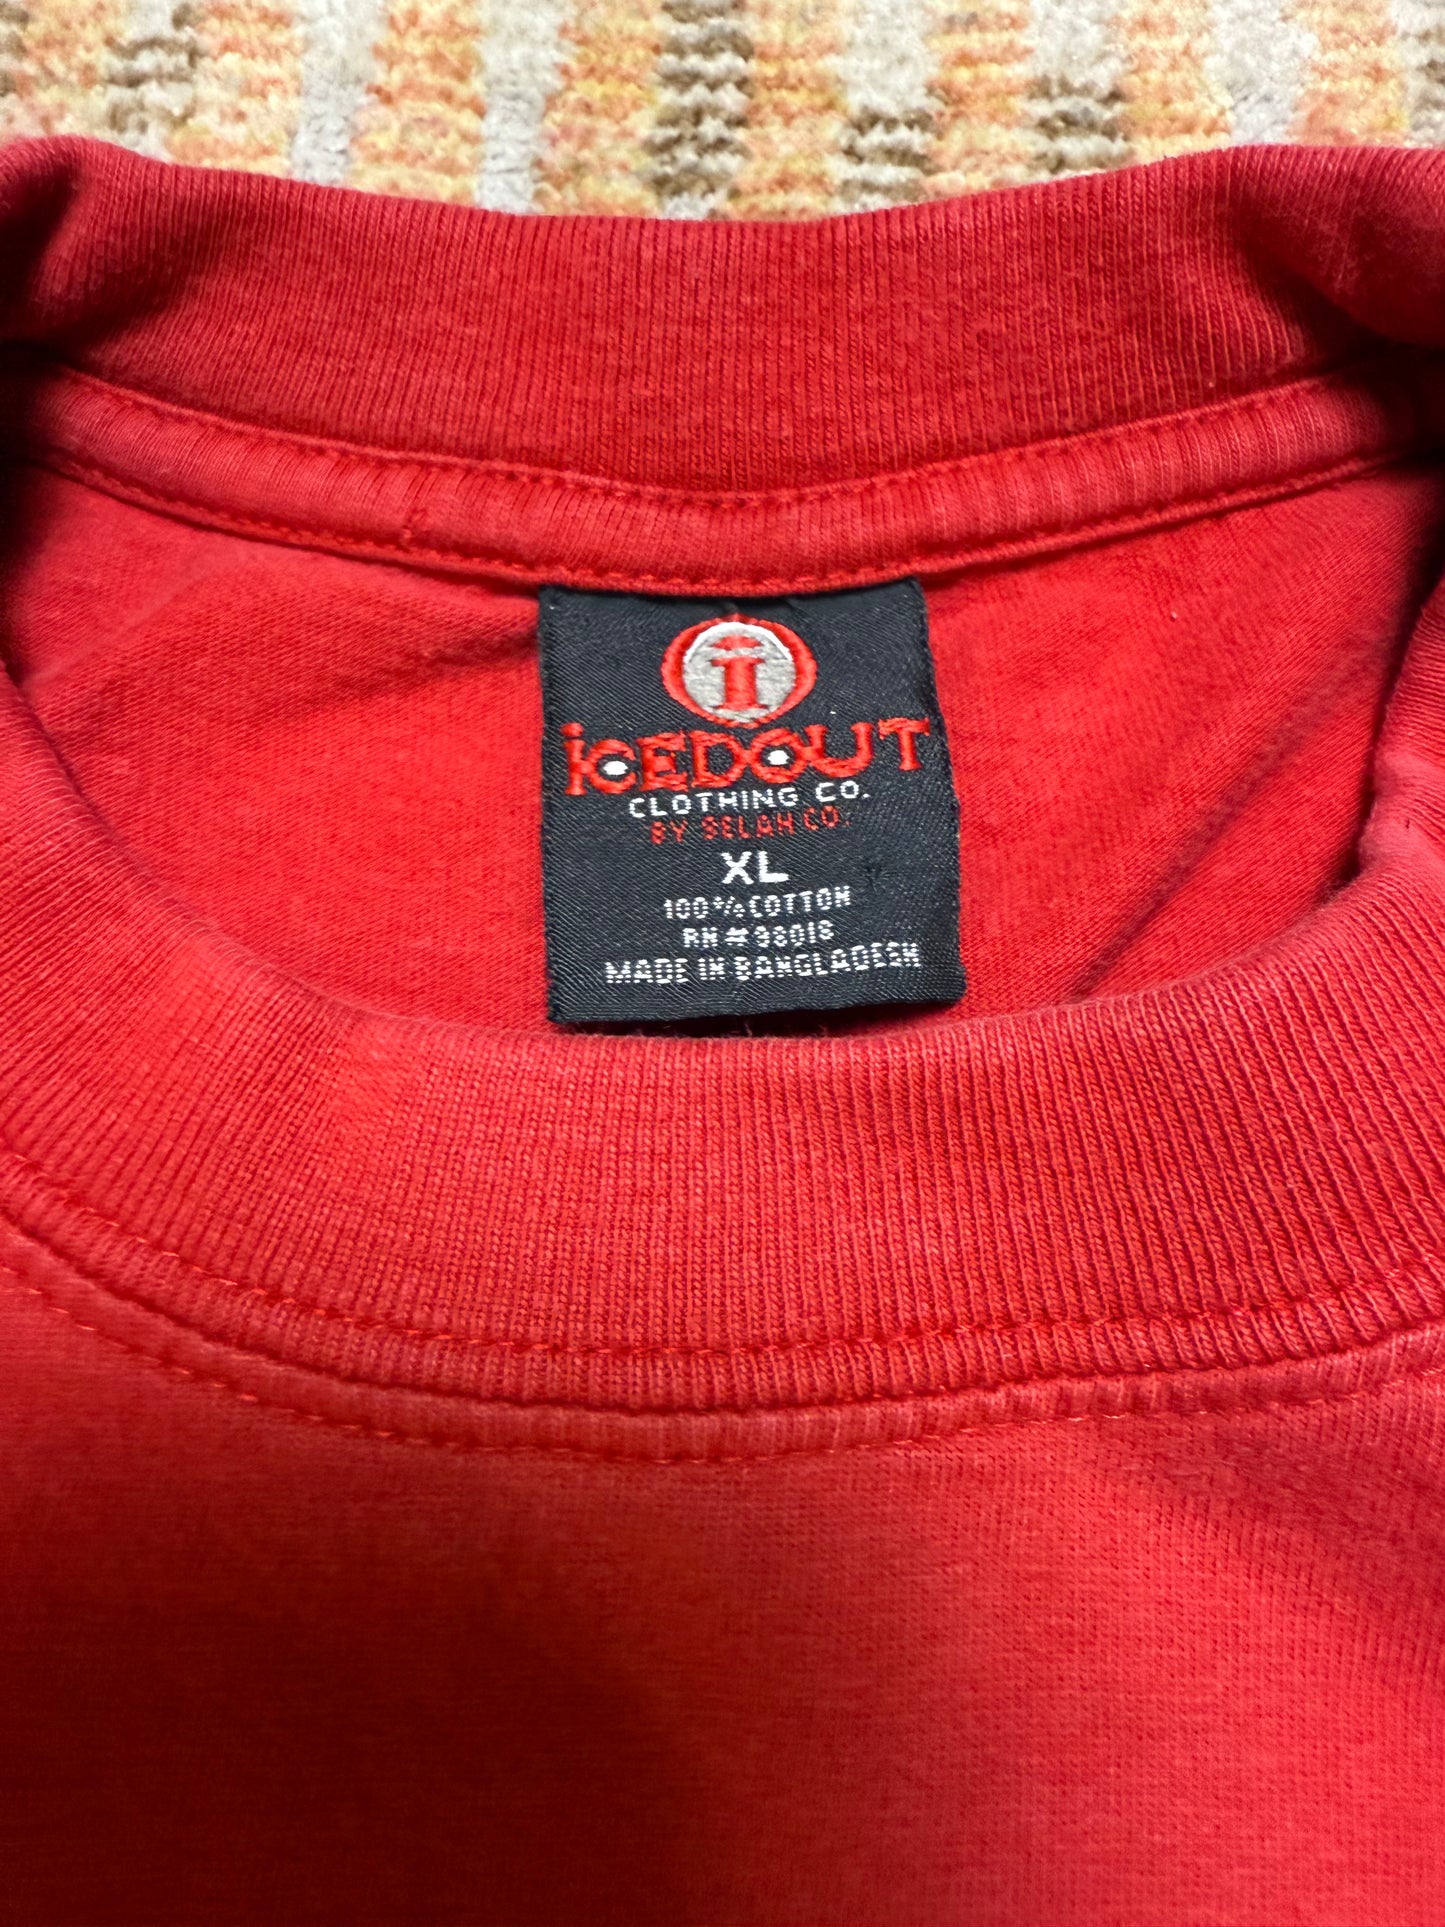 i
iCEDOUT
CLOTHING CO.
BY SELAH CO.
XL
100% COTTON
RN# 98018
MADE IN BANGLADESH